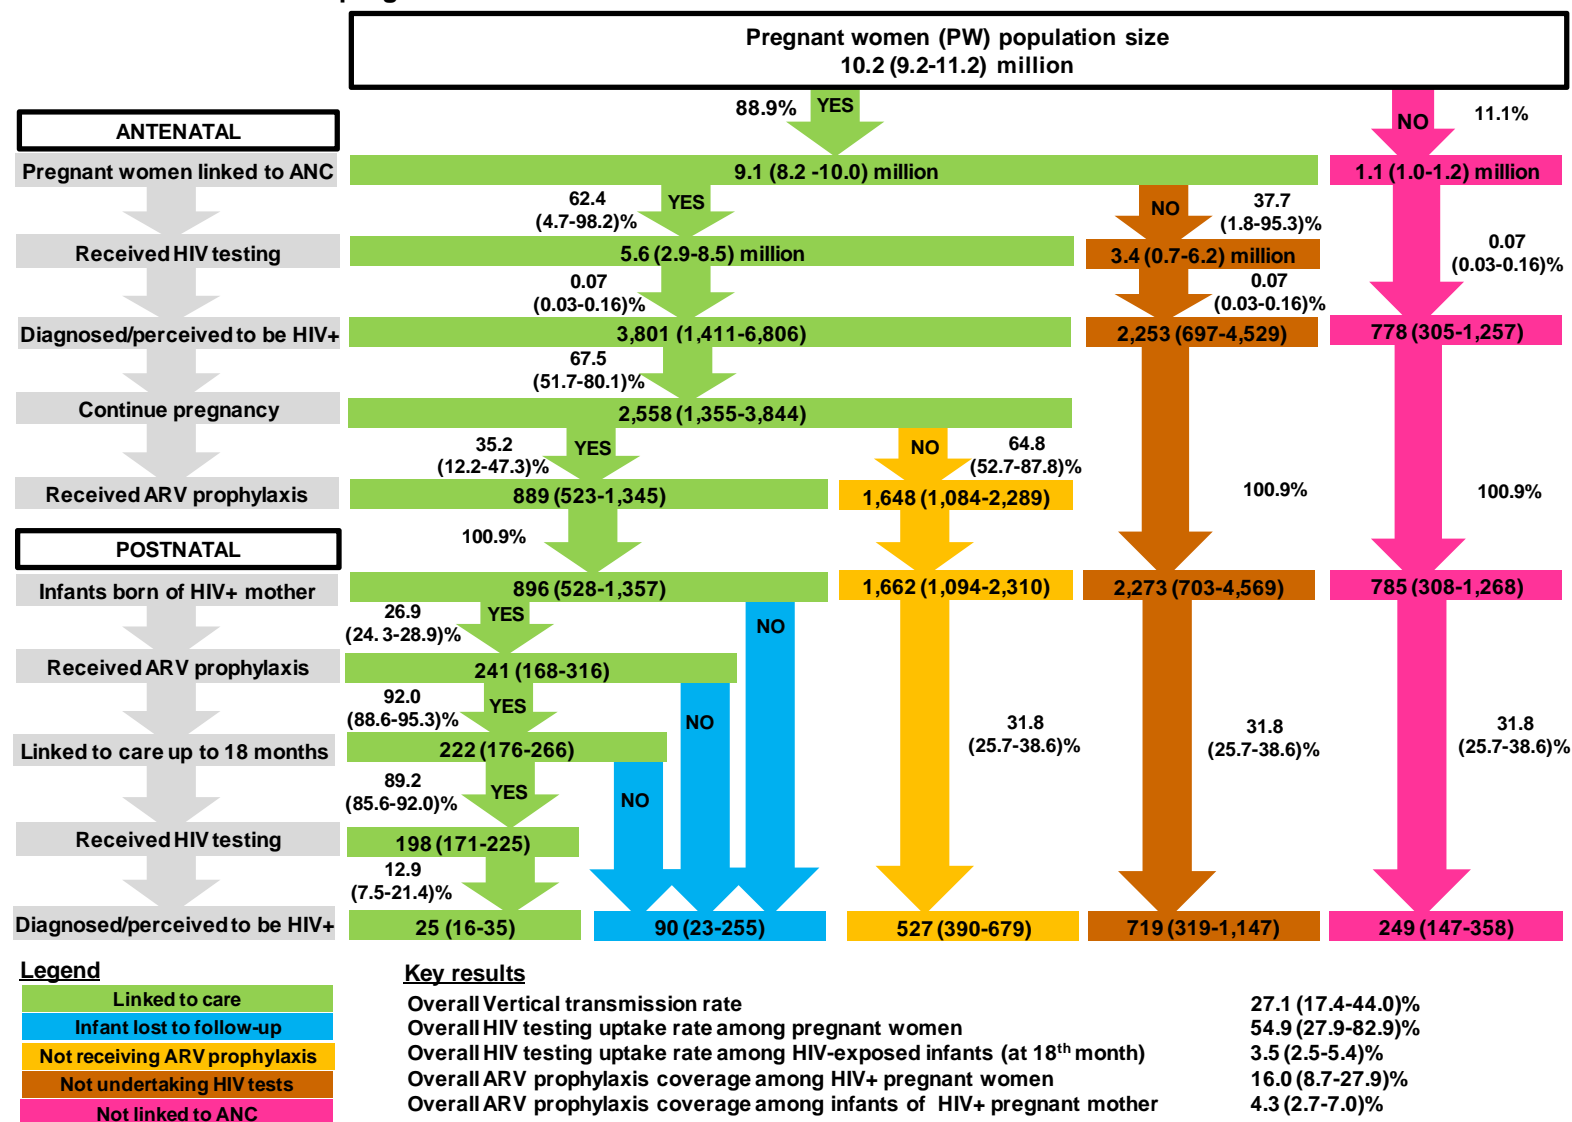 Pregnant women (PW) population size
10.2 (9.2-11.2) million
88.9%
YES
NO
11.1%
ANTENATAL
Pregnant women linked to ANC
9.1 (8.2 -10.0) million
1.1 (1.0-1.2) million
62.4
(4.7-98.2)%
YES
NO
37.7
(1.8-95.3)%
Received HIV testing
5.6 (2.9-8.5) million
3.4 (0.7-6.2) million
0.07
(0.03-0.16)%
0.07
(0.03-0.16)%
0.07
(0.03-0.16)%
Diagnosed/perceived to be HIV+
3,801 (1,411-6,806)
2,253 (697-4,529)
778 (305-1,257)
67.5
(51.7-80.1)%
Continue pregnancy
2,558 (1,355-3,844)
35.2
(12.2-47.3)%
YES
NO
64.8
(52.7-87.8)%
Received ARV prophylaxis
889 (523-1,345)
1,648 (1,084-2,289)
100.9%
100.9%
100.9%
POSTNATAL
Infants born of HIV+ mother
896 (528-1,357)
1,662 (1,094-2,310)
2,273 (703-4,569)
785 (308-1,268)
26.9
(24.3-28.9)%
YES
NO
Received ARV prophylaxis
241 (168-316)
92.0
(88.6-95.3)%
YES
NO
31.8
(25.7-38.6)%
31.8
(25.7-38.6)%
31.8
(25.7-38.6)%
Linked to care up to 18 months
222 (176-266)
89.2
(85.6-92.0)%
YES
NO
Received HIV testing
198 (171-225)
12.9
(7.5-21.4)%
Diagnosed/perceived to be HIV+
25 (16-35)
90 (23-255)
527 (390-679)
719 (319-1,147)
249 (147-358)
Legend
Linked to care
Infant lost to follow-up
Not receiving ARV prophylaxis
Not undertaking HIV tests
Not linked to ANC
Key results
Overall Vertical transmission rate 27.1 (17.4-44.0)%
Overall HIV testing uptake rate among pregnant women 54.9 (27.9-82.9)%
Overall HIV testing uptake rate among HIV-exposed infants (at 18th month) 3.5 (2.5-5.4)%
Overall ARV prophylaxis coverage among HIV+ pregnant women 16.0 (8.7-27.9)%
Overall ARV prophylaxis coverage among infants of HIV+ pregnant mother 4.3 (2.7-7.0)%